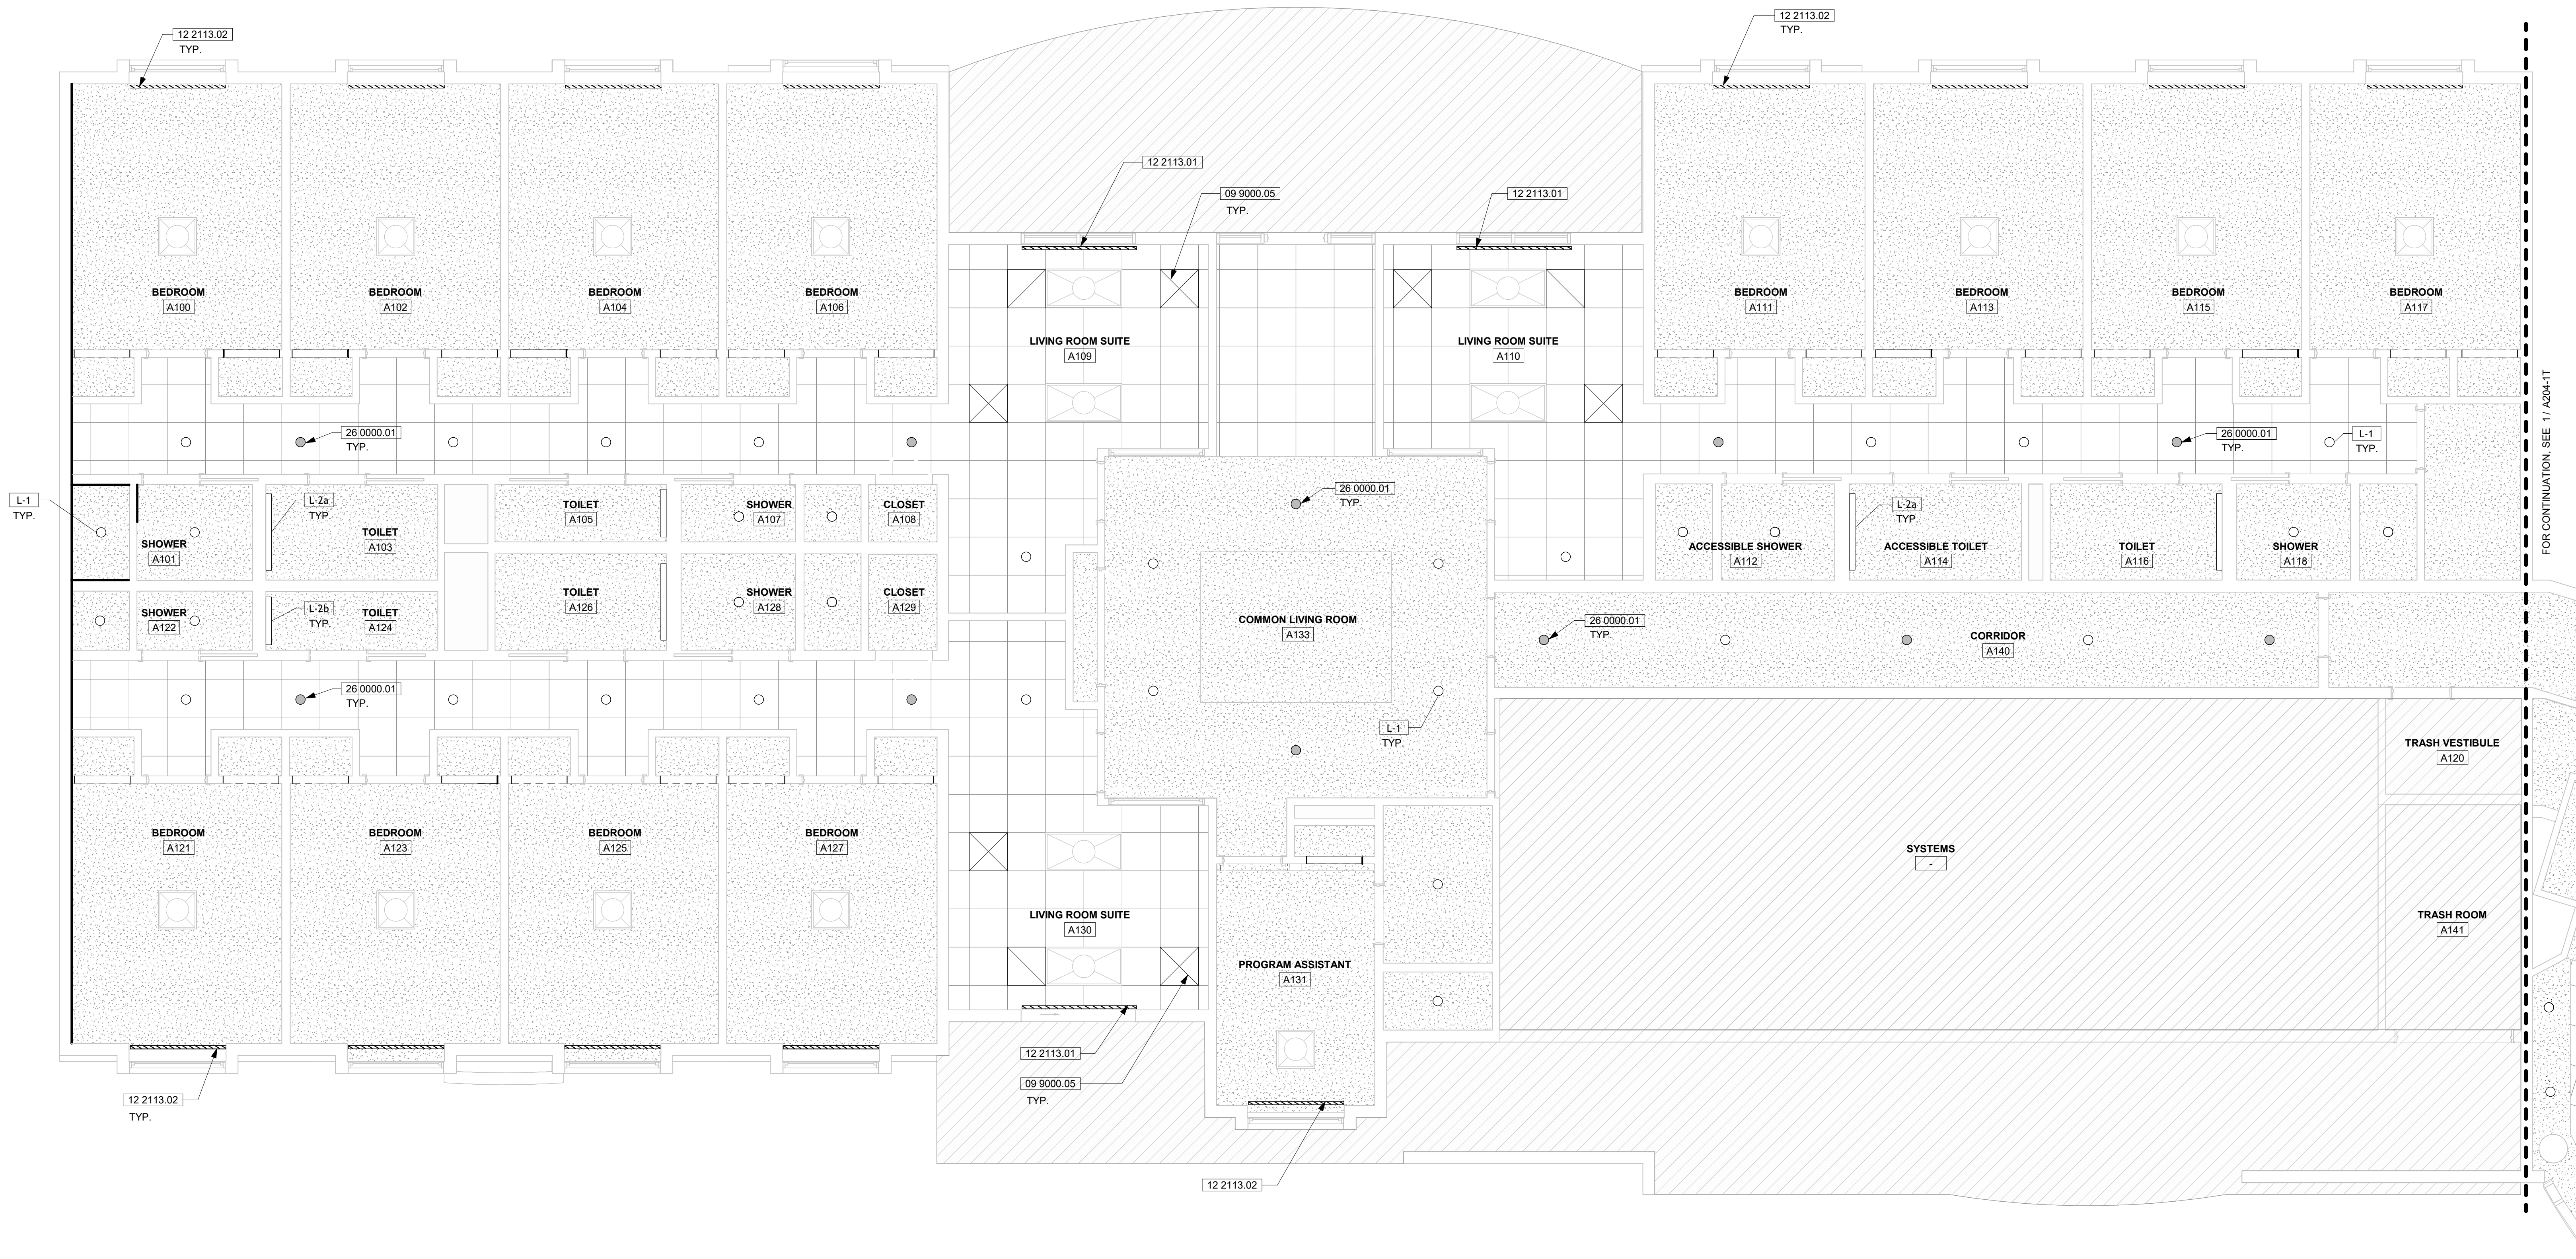 12 2113.02
TYP.
12 2113.02
TYP.
12 2113.01
09 9000.05
TYP.
12 2113.01
BEDROOM
A100
BEDROOM
A102
BEDROOM
A104
BEDROOM
A106
BEDROOM
A111
BEDROOM
A113
BEDROOM
A115
BEDROOM
A117
LIVING ROOM SUITE
A109
LIVING ROOM SUITE
A110
FOR CONTINUATION, SEE 1 / A204-1T
26 0000.01
TYP.
26 0000.01
TYP.
L-1
TYP.
26 0000.01
TYP.
L-1
TYP.
L-2a
TYP.
SHOWER
A101
TOILET
A103
TOILET
A105
SHOWER
A107
CLOSET
A108
L-2a
TYP.
ACCESSIBLE SHOWER
A112
ACCESSIBLE TOILET
A114
TOILET
A116
SHOWER
A118
SHOWER
A122
L-2b
TYP.
TOILET
A124
TOILET
A126
SHOWER
A128
CLOSET
A129
COMMON LIVING ROOM
A133
26 0000.01
TYP.
CORRIDOR
A140
26 0000.01
TYP.
L-1
TYP.
TRASH VESTIBULE
A120
BEDROOM
A121
BEDROOM
A123
BEDROOM
A125
BEDROOM
A127
SYSTEMS
-
LIVING ROOM SUITE
A130
TRASH ROOM
A141
PROGRAM ASSISTANT
A131
12 2113.01
09 9000.05
TYP.
12 2113.02
TYP.
12 2113.02